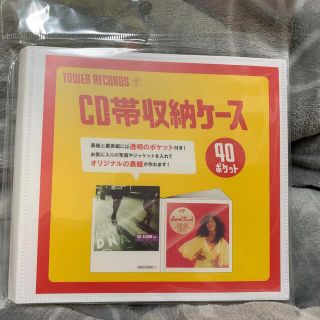 TOWER RECORDS
CD帯収納ケース
表紙と裏表紙には透明のポケット付き!
お気に入りの写真やジャケットを入れて
オリジナルの表紙が作れます!
90
ポケット
DN